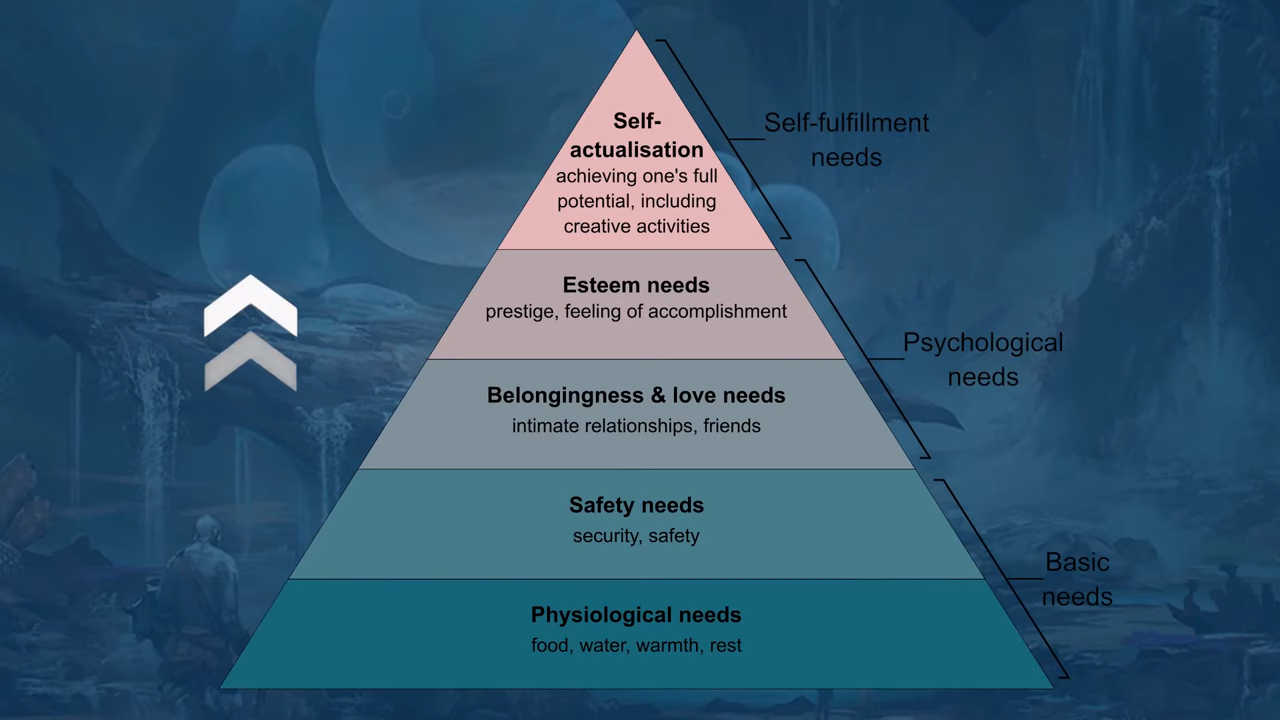 Self-
actualisation
achieving one's full
potential, including
creative activities
Self-fulfillment
needs
Esteem needs
prestige, feeling of accomplishment
Psychological
needs
Belongingness & love needs
intimate relationships, friends
Safety needs
security, safety
Basic
needs
Physiological needs
food, water, warmth, rest